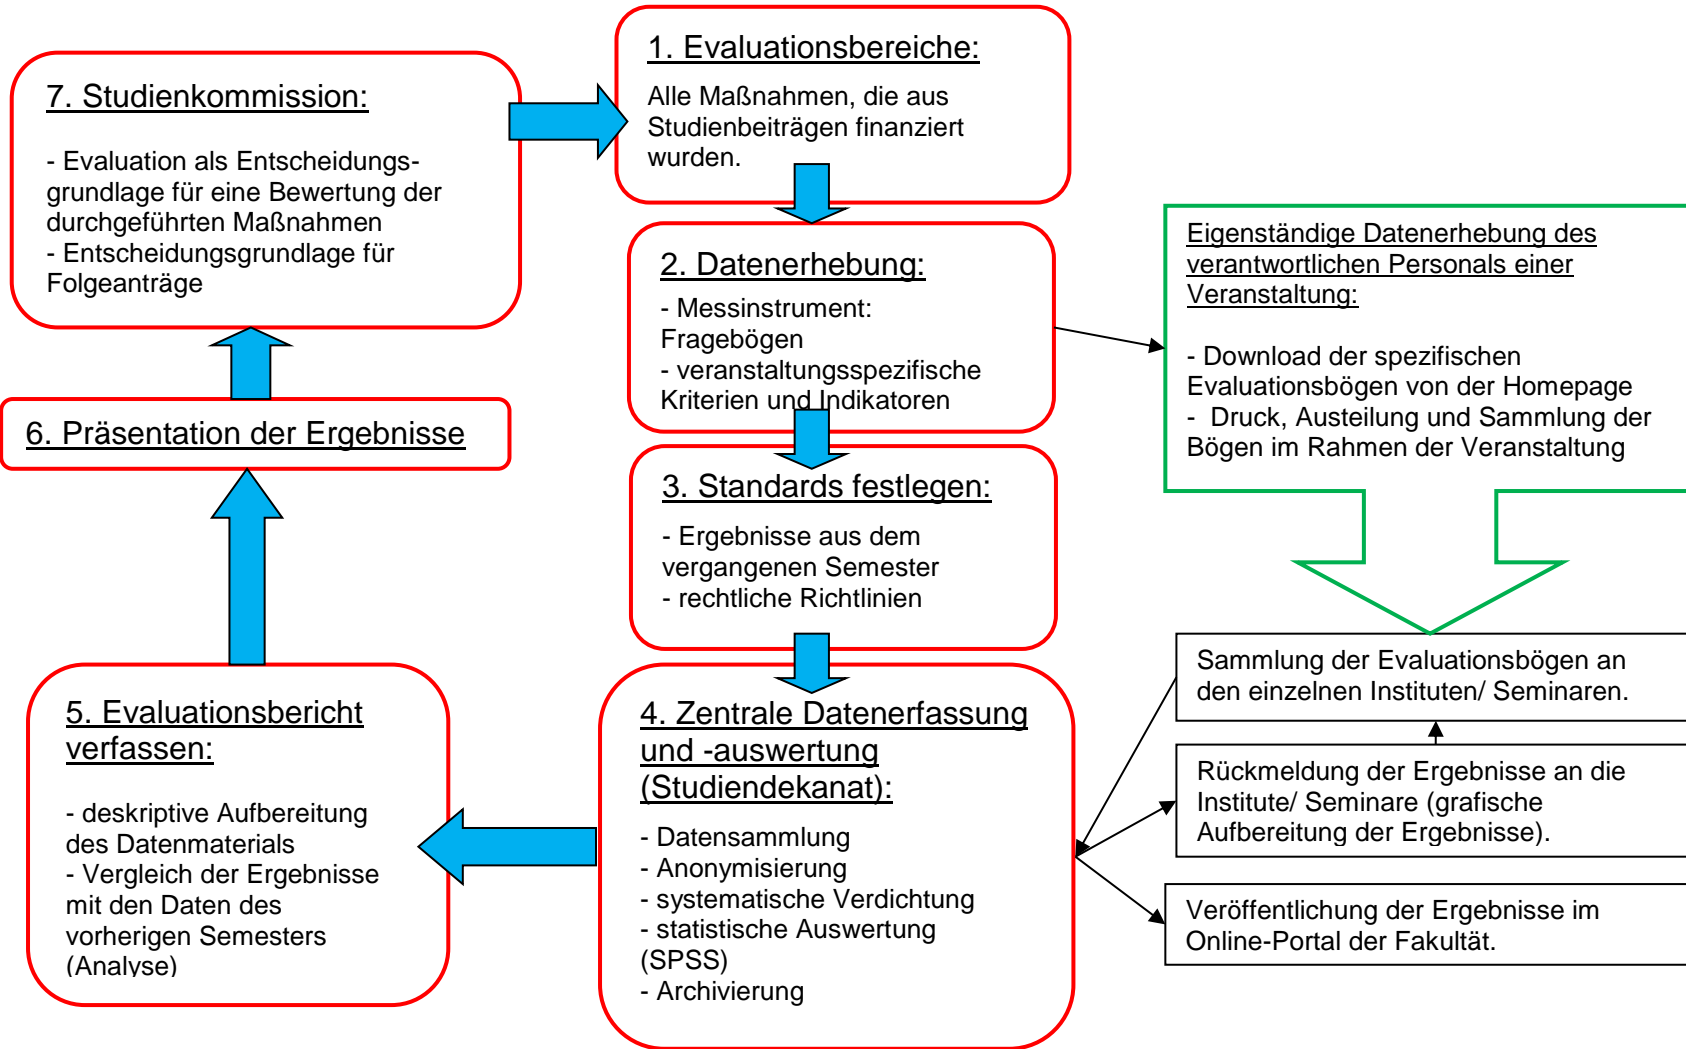 1. Evaluationsbereiche:
Alle Maßnahmen, die aus
Studienbeiträgen finanziert
wurden.
2. Datenerhebung:
- Messinstrument:
Fragebögen
- veranstaltungsspezifische
Kriterien und Indikatoren
3. Standards festlegen:
- Ergebnisse aus dem
vergangenen Semester
- rechtliche Richtlinien
4. Zentrale Datenerfassung
und -auswertung
(Studiendekanat):
- Datensammlung
- Anonymisierung
- systematische Verdichtung
- statistische Auswertung
(SPSS)
- Archivierung
5. Evaluationsbericht
verfassen:
- deskriptive Aufbereitung
des Datenmaterials
- Vergleich der Ergebnisse
mit den Daten des
vorherigen Semesters
(Analyse)
6. Präsentation der Ergebnisse
7. Studienkommission:
- Evaluation als Entscheidungs-
grundlage für eine Bewertung der
durchgeführten Maßnahmen
- Entscheidungsgrundlage für
Folgeanträge
Eigenständige Datenerhebung des
verantwortlichen Personals einer
Veranstaltung:
- Download der spezifischen
Evaluationsbögen von der Homepage
- Druck, Austeilung und Sammlung der
Bögen im Rahmen der Veranstaltung
Sammlung der Evaluationsbögen an
den einzelnen Instituten/ Seminaren.
Rückmeldung der Ergebnisse an die
Institute/ Seminare (grafische
Aufbereitung der Ergebnisse).
Veröffentlichung der Ergebnisse im
Online-Portal der Fakultät.